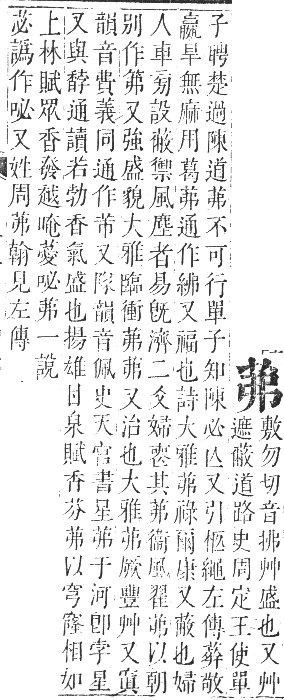 茀敷勿切音拂艸盛也又艸
遮蔽道路史周定王使單
子聘楚過陳道茀不可行單子知陳必亾又引柩繩左傳葬敬
嬴旱無麻用葛茀通作紼又福也詩大雅茀祿爾康又蔽也婦
人車旁設蔽禦風塵者易旣濟二爻婦喪其茀衞風翟茀以朝
別作第又強盛貌大雅臨衝茀茀又治也大雅茀厥豐艸又寘
韻音費義同通作芾又隊韻音佩史天官書星茀于河卽孛星
又與馞通讀若勃香氣盛也揚雄甘泉賦香芬茀以穹隆相如
上林賦眾香發越晻薆咇茀一說
苾譌作咇又姓周茀翰見左傳